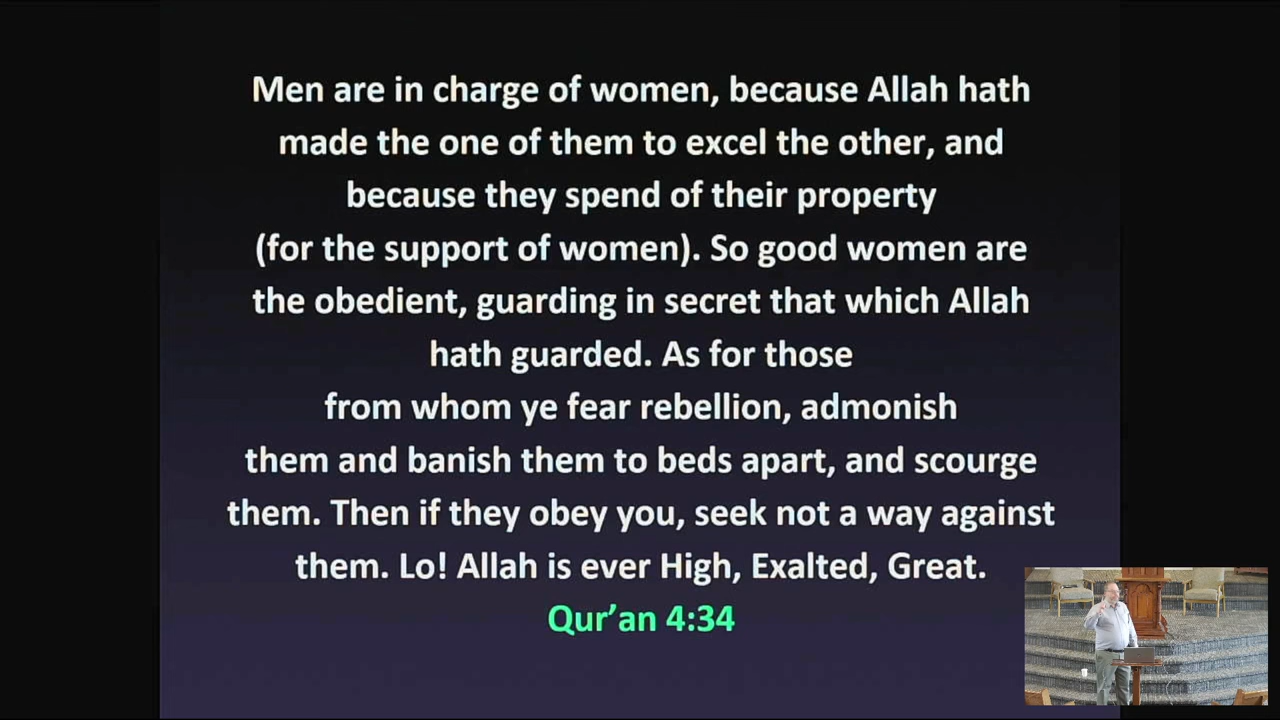 Men are in charge of women, because Allah hath
made the one of them to excel the other, and
because they spend of their property
(for the support of women). So good women are
the obedient, guarding in secret that which Allah
hath guarded. As for those
from whom ye fear rebellion, admonish
them and banish them to beds apart, and scourge
them. Then if they obey you, seek not a way against
them. Lo! Allah is ever High, Exalted, Great.
Qur’an 4:34